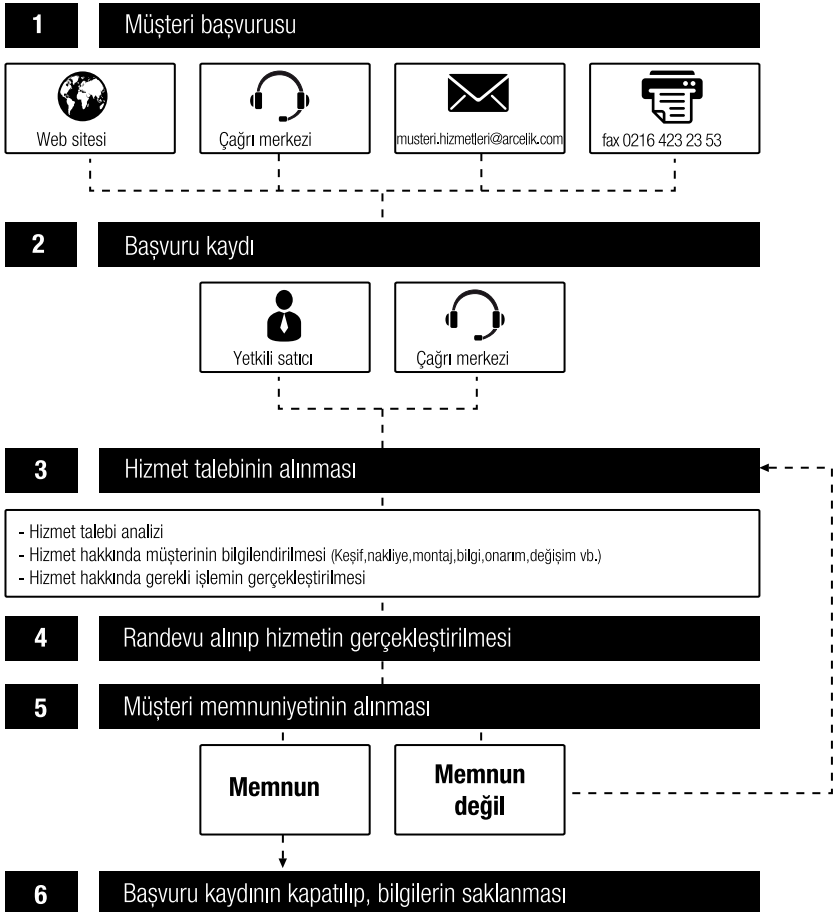 1 Müşteri başvurusu
Web sitesi
Çağrı merkezi
musteri.hizmetleri@arcelik.com
fax 0216 423 23 53
2 Başvuru kaydı
Yetkili satıcı
Çağrı merkezi
3 Hizmet talebinin alınması
- Hizmet talebi analizi
- Hizmet hakkında müşterinin bilgilendirilmesi (Keşif,nakliye,montaj,bilgi,onarım,değişim vb.)
- Hizmet hakkında gerekli işlemin gerçekleştirilmesi
4 Randevu alınıp hizmetin gerçekleştirilmesi
5 Müşteri memnuniyetinin alınması
Memnun
Memnun
değil
6 Başvuru kaydının kapatılıp, bilgilerin saklanması